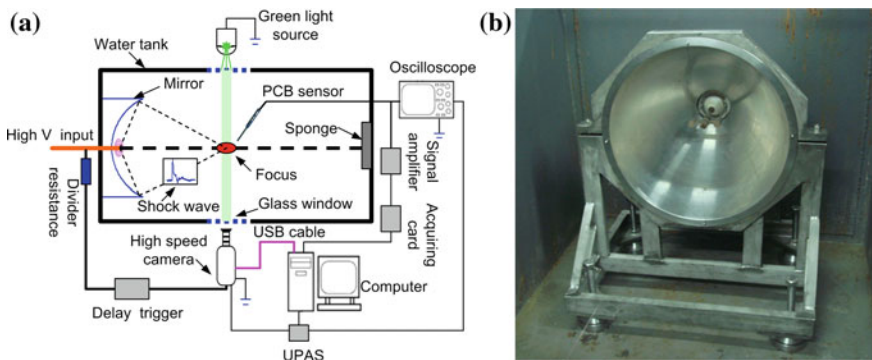 (a)
Green light
source
Water tank
Oscilloscope
Mirror
PCB sensor
Sponge
High V input
Divider
resistance
Shock wave
Focus
Signal
amplifier
Glass window
USB cable
High speed
camera
Acquiring
card
Computer
Delay trigger
UPAS
(b)